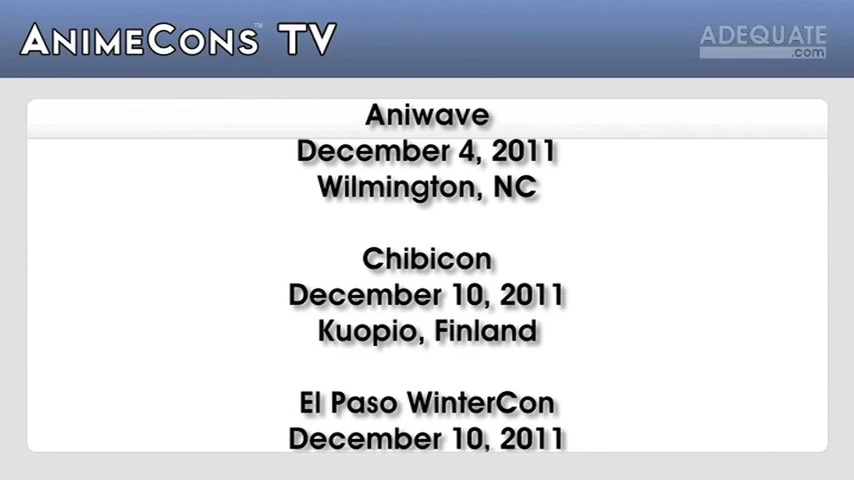 AnimeCons™ TV
ADEQUATE
.com
Aniwave
December 4, 2011
Wilmington, NC
Chibicon
December 10, 2011
Kuopio, Finland
El Paso WinterCon
December 10, 2011